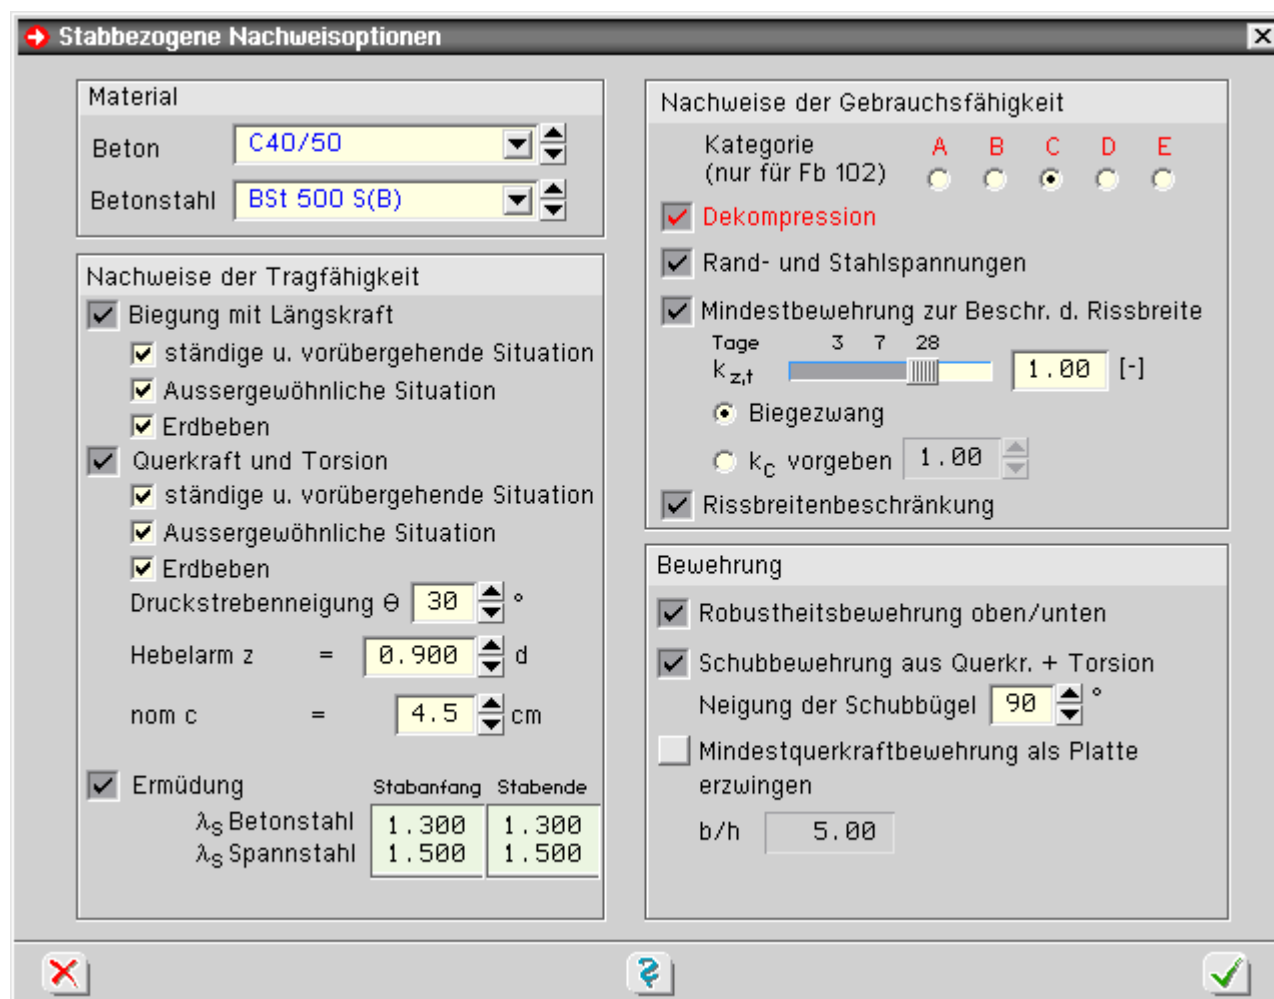 Stabbezogene Nachweisoptionen
Material
Beton C40/50
Betonstahl BSt 500 S(B)
Nachweise der Tragfähigkeit
Biegung mit Längskraft
ständige u. vorübergehende Situation
Aussergewöhnliche Situation
Erdbeben
Querkraft und Torsion
ständige u. vorübergehende Situation
Aussergewöhnliche Situation
Erdbeben
Druckstrebenneigung Θ 30 °
Hebelarm z = 0.900 d
nom c = 4.5 cm
Ermüdung Stabanfang Stabende
λS Betonstahl 1.300 1.300
λS Spannstahl 1.500 1.500
Nachweise der Gebrauchsfähigkeit
Kategorie A B C D E
(nur für Fb 102)
Dekompression
Rand- und Stahlspannungen
Mindestbewehrung zur Beschr. d. Rissbreite
Tage 3 7 28
kz,t 1.00 [-]
Biegezwang
kC vorgeben 1.00
Rissbreitenbeschränkung
Bewehrung
Robustheitsbewehrung oben/unten
Schubbewehrung aus Querkr. + Torsion
Neigung der Schubbügel 90 °
Mindestquerkraftbewehrung als Platte
erzwingen
b/h 5.00